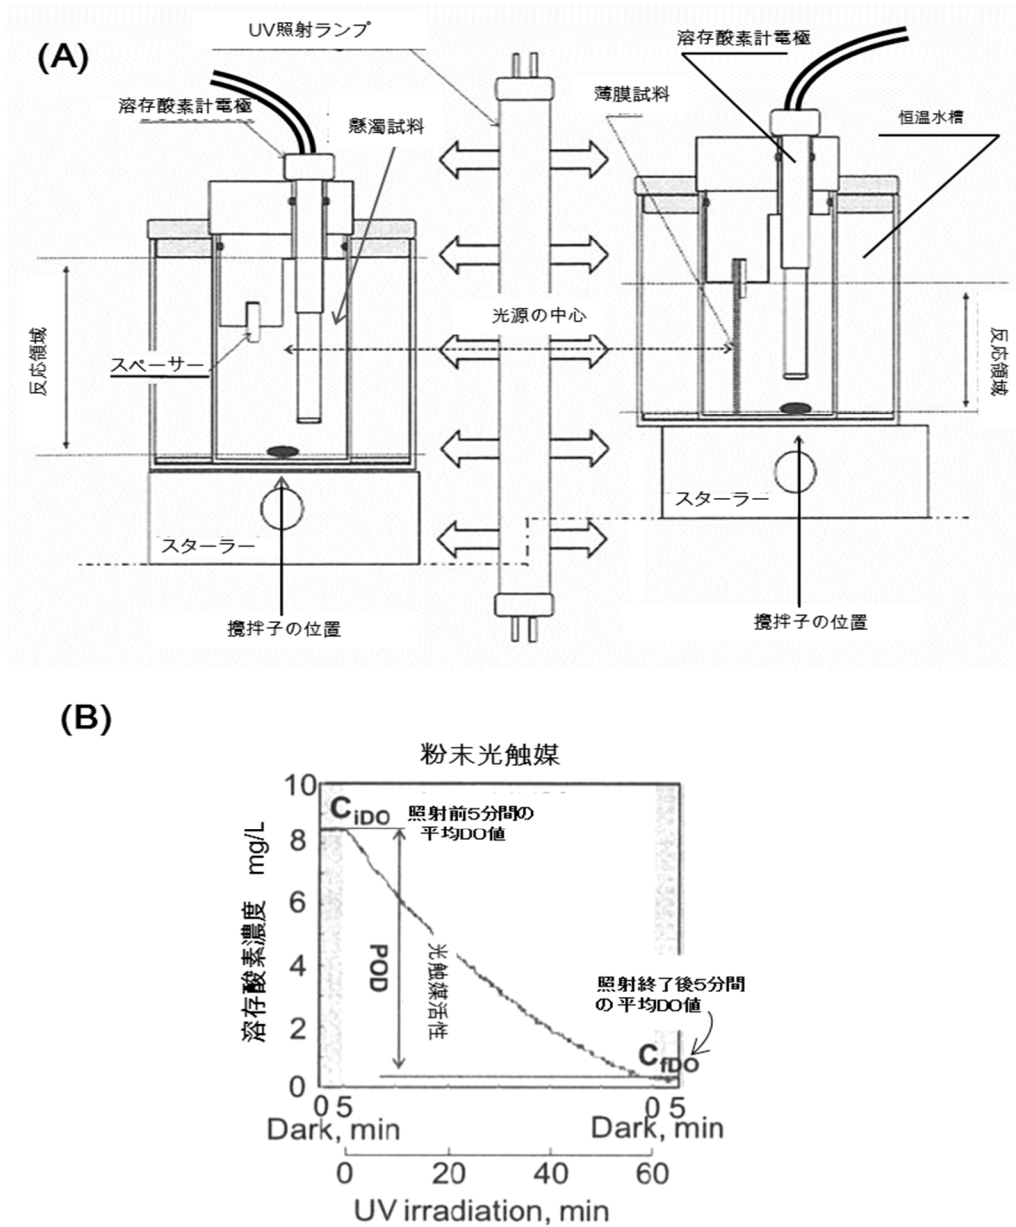 (A)
UV照射ランプ
溶存酸素計電極
溶存酸素計電極
懸濁試料
薄膜試料
恒温水槽
反応領域
スペーサー
光源の中心
反応領域
スターラー
スターラー
攪拌子の位置
攪拌子の位置
(B)
粉末光触媒
溶存酸素濃度 mg/L
10
8
6
4
2
0
CiDO
照射前5分間の
平均DO値
POD
光触媒活性
照射終了後5分間
の平均DO値
CfDO
0 5
0 5
Dark, min
Dark, min
0
20
40
60
UV irradiation, min